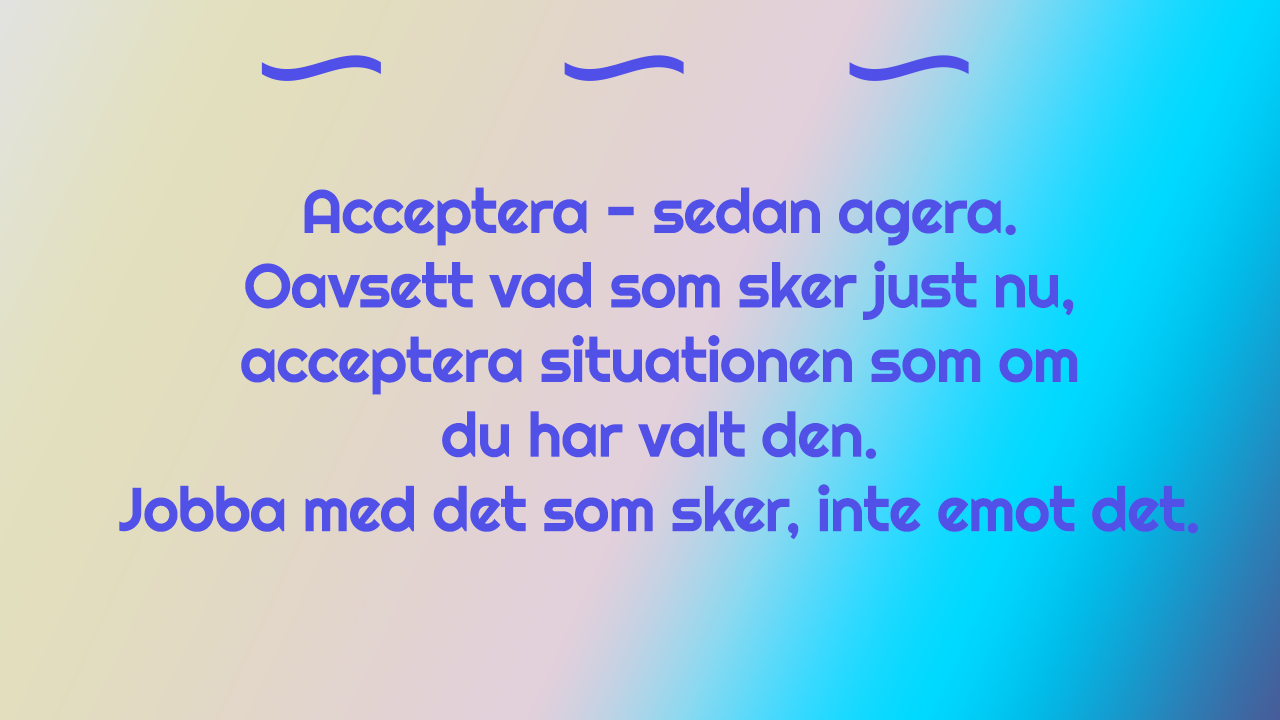 Acceptera - sedan agera.
Oavsett vad som sker just nu,
acceptera situationen som om
du har valt den.
Jobba med det som sker, inte emot det.